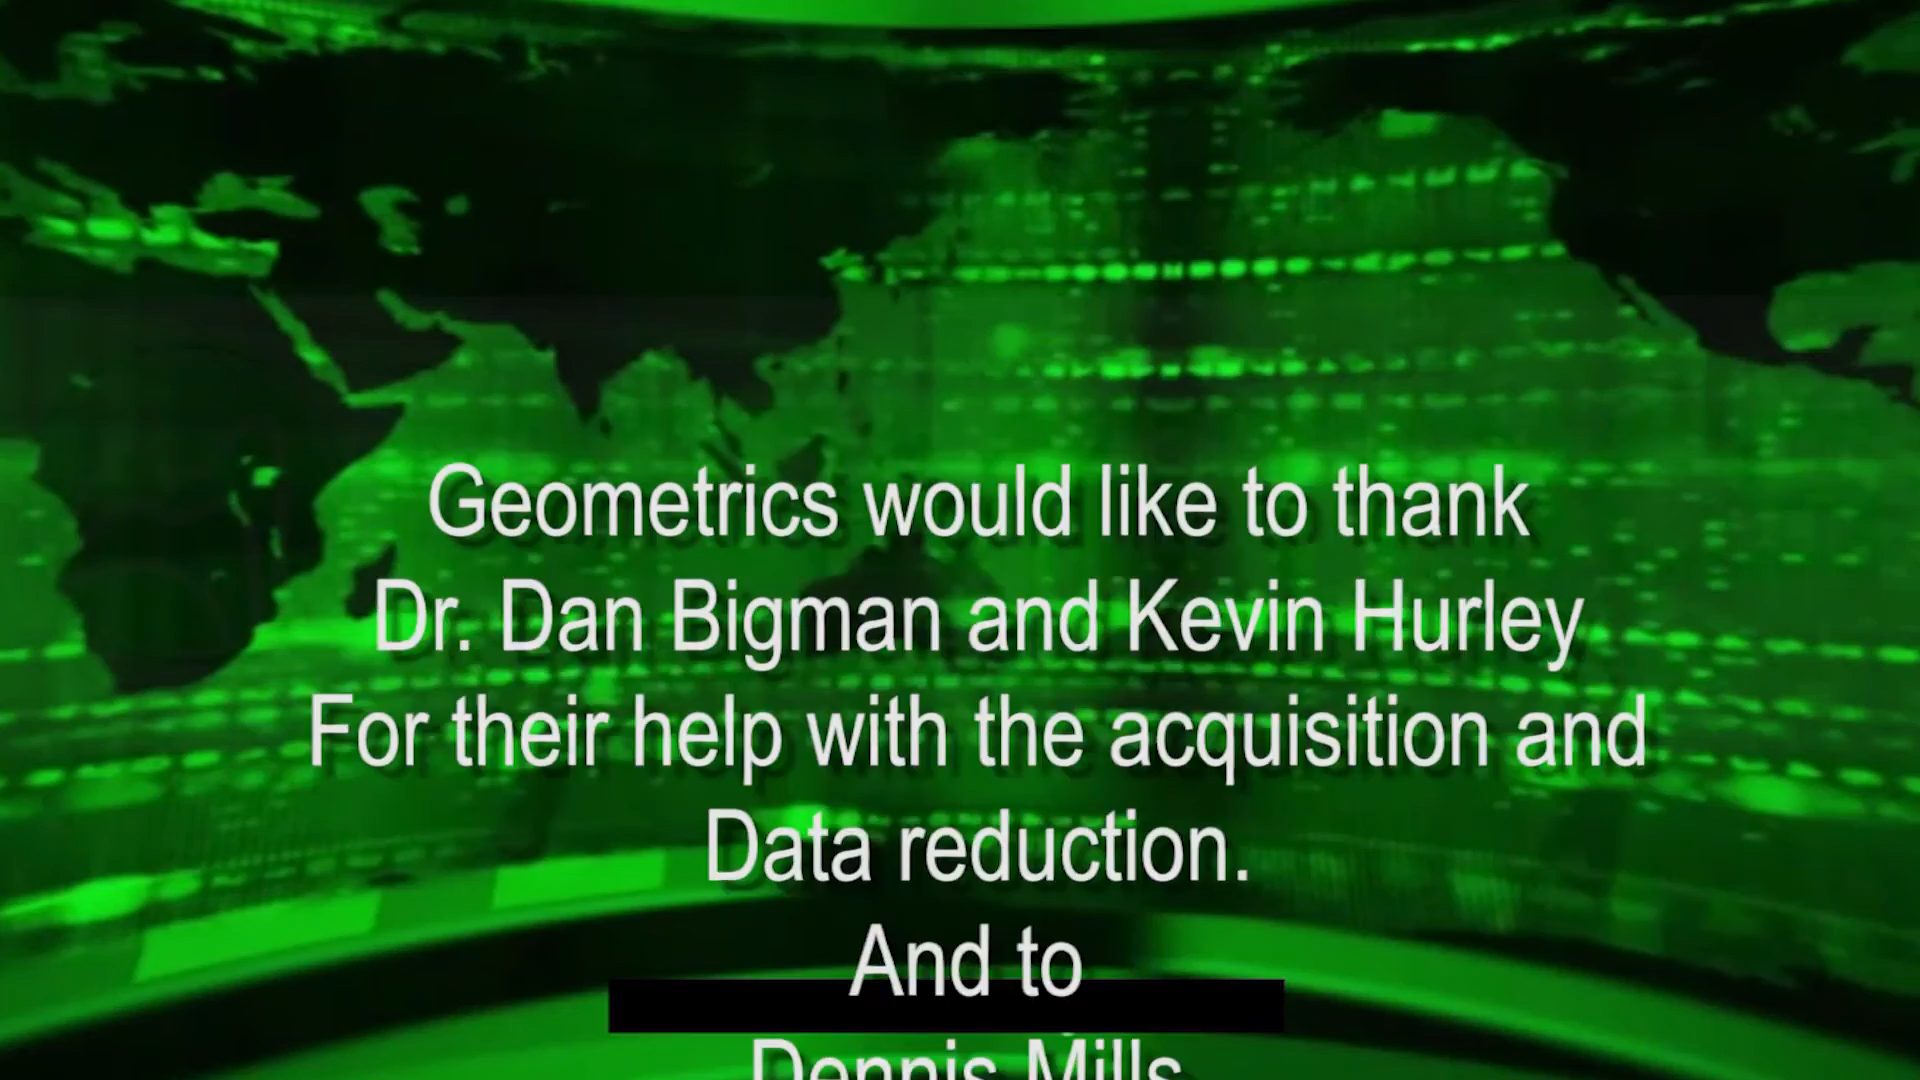 Geometrics would like to thank
Dr. Dan Bigman and Kevin Hurley
For their help with the acquisition and
Data reduction.
And to
Dennis Mills